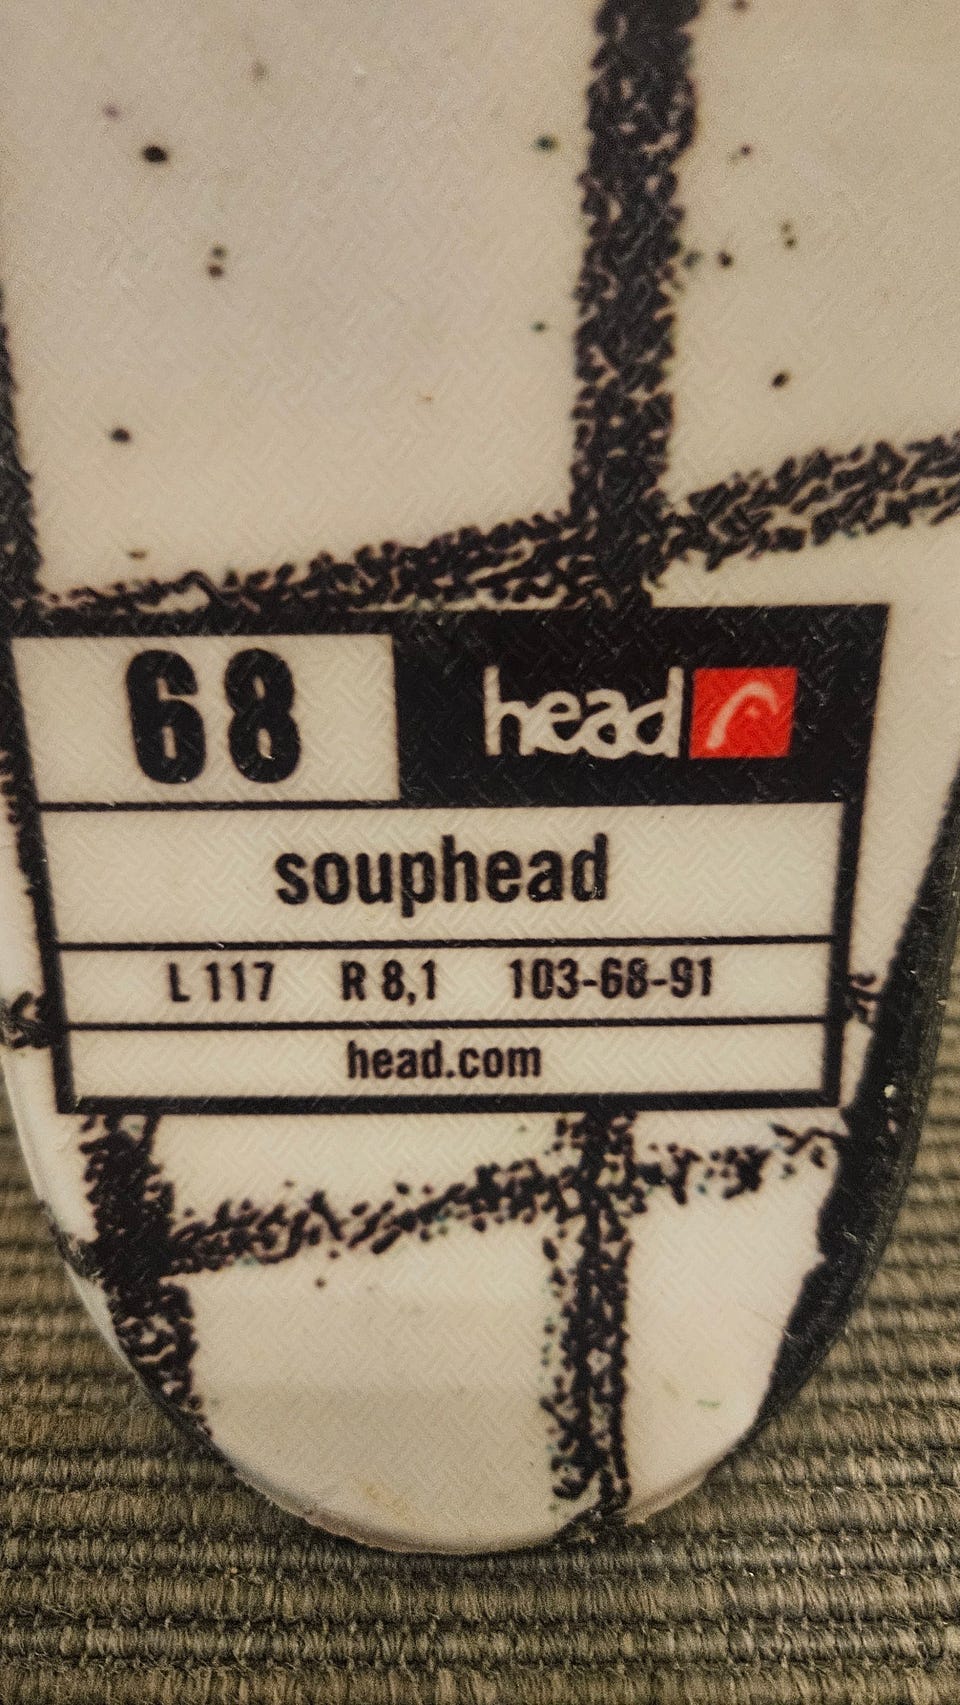 68 head
souphead
L 117 R 8,1 103-68-91
head.com